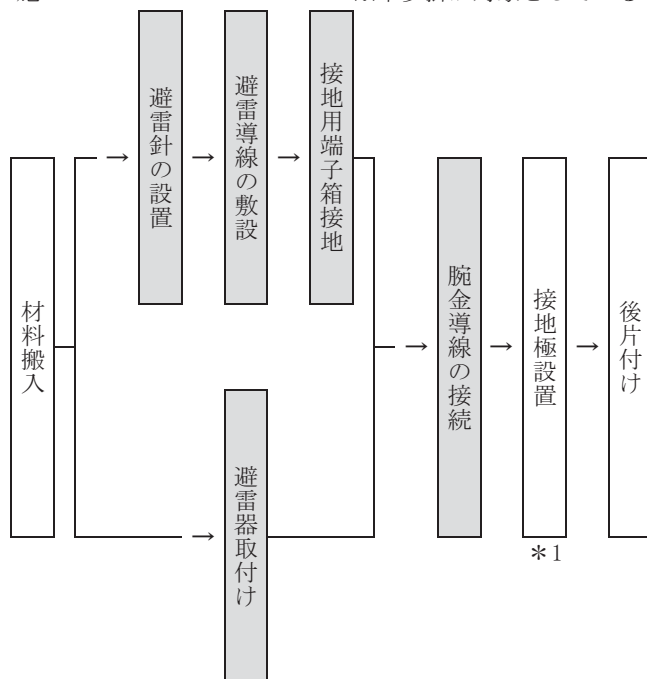 材料搬入
避雷針の設置
避雷導線の敷設
接地用端子箱接地
避雷器取付け
腕金導線の接続
接地極設置
*1
後片付け